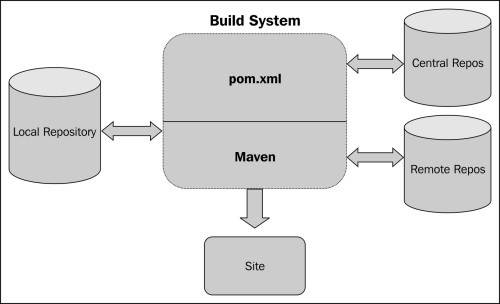 Build System
pom.xml
Central Repos
Local Repository
Maven
Remote Repos
Site